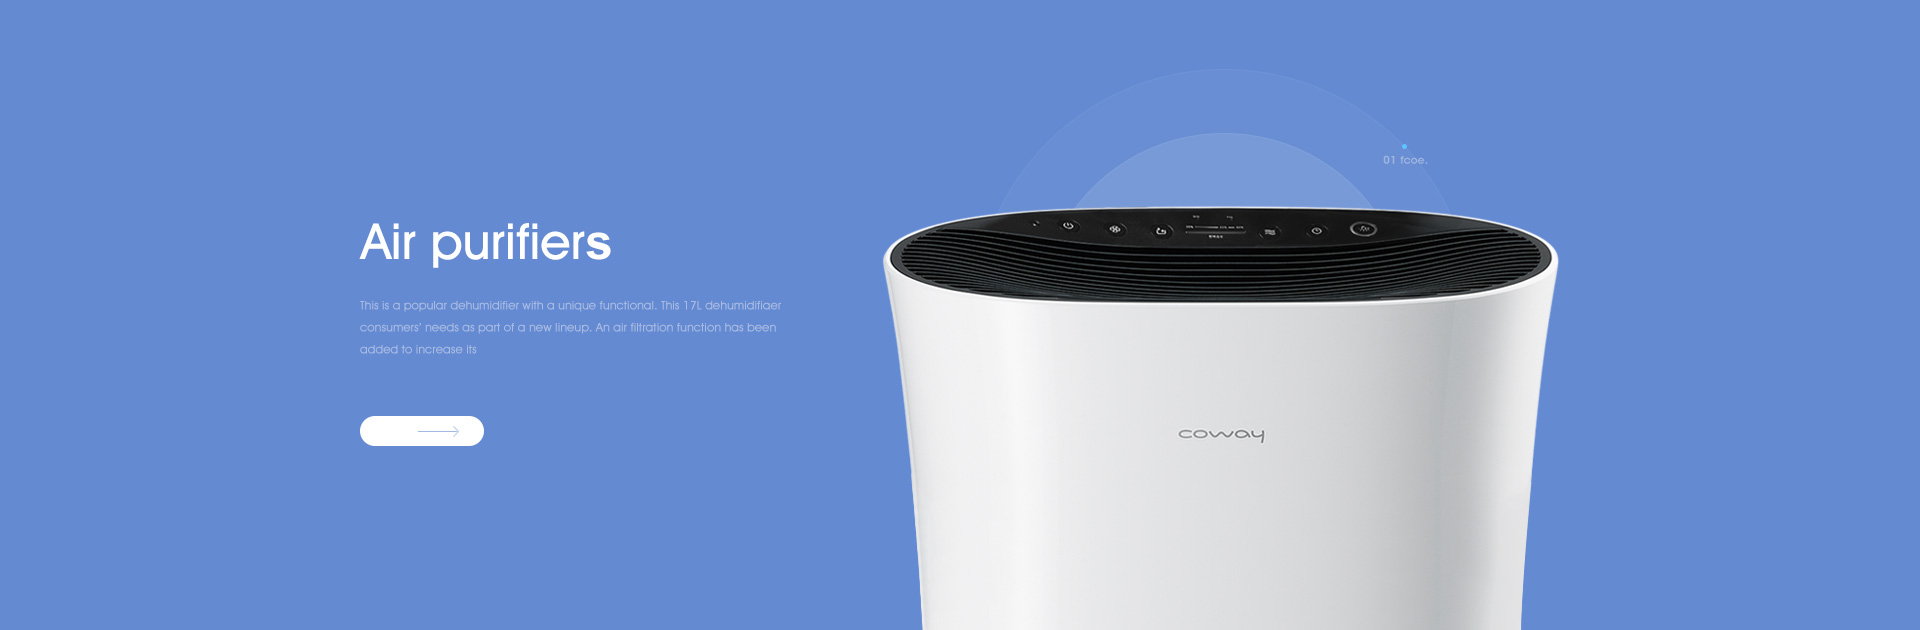 01 fcoe.
Air purifiers
This is a popular dehumidifier with a unique functional. This 17L dehumidifiaer
consumers' needs as part of a new lineup. An air filtration function has been
added to increase its
coway